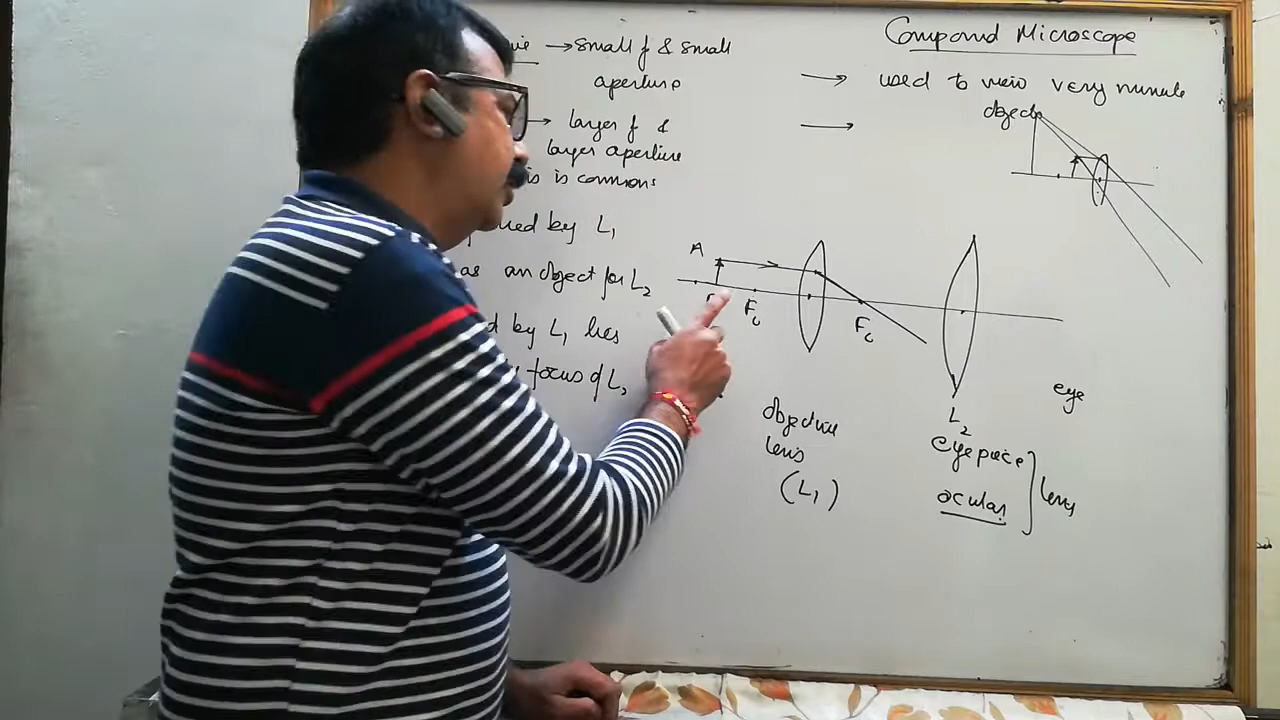 Compound Microscope
→ small f & small
aperture
→ used to view very minute
objects
→ larger f &
larger aperture
→
is is common
by L₁
as an object for L₂
by L₁ lies
focus of L₂
A
F₀
F₀
objective
lens
(L₁)
L₂
eyepiece
ocular
lens
eye